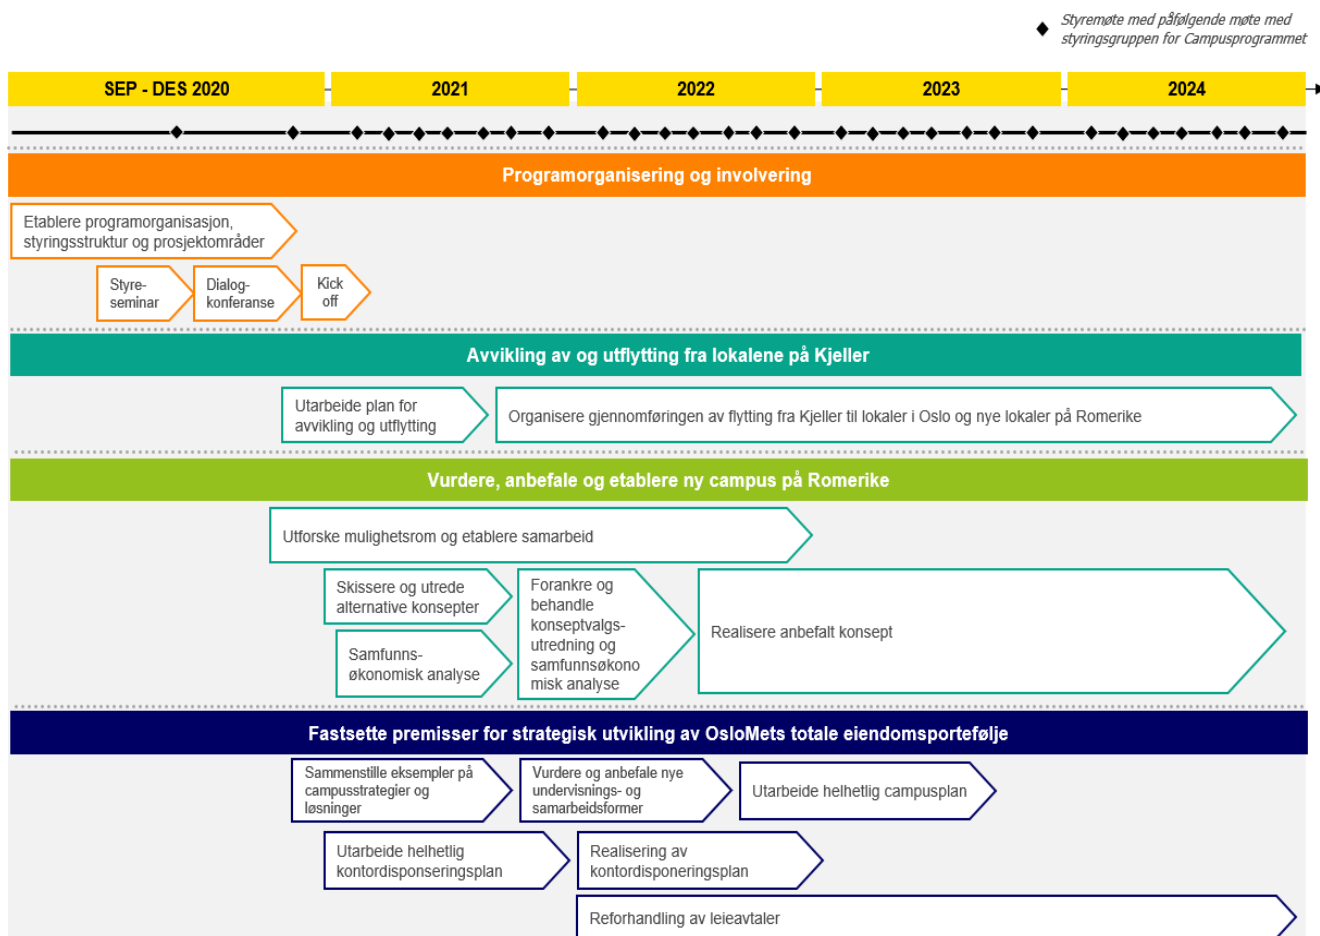 Styremøte med påfølgende møte med
styringsgruppen for Campusprogrammet
SEP - DES 2020
2021
2022
2023
2024
Programorganisering og involvering
Etablere programorganisasjon,
styringsstruktur og prosjektområder
Styre-
seminar
Dialog-
konferanse
Kick
off
Avvikling av og utflytting fra lokalene på Kjeller
Utarbeide plan for
avvikling og utflytting
Organisere gjennomføringen av flytting fra Kjeller til lokaler i Oslo og nye lokaler på Romerike
Vurdere, anbefale og etablere ny campus på Romerike
Utforske mulighetsrom og etablere samarbeid
Skissere og utrede
alternative konsepter
Samfunns-
økonomisk analyse
Forankre og
behandle
konseptvalgs-
utredning og
samfunnsøkono
misk analyse
Realisere anbefalt konsept
Fastsette premisser for strategisk utvikling av OsloMets totale eiendomsportefølje
Sammenstille eksempler på
campusstrategier og
løsninger
Vurdere og anbefale nye
undervisnings- og
samarbeidsformer
Utarbeide helhetlig campusplan
Utarbeide helhetlig
kontordisponseringsplan
Realisering av
kontordisponeringsplan
Reforhandling av leieavtaler